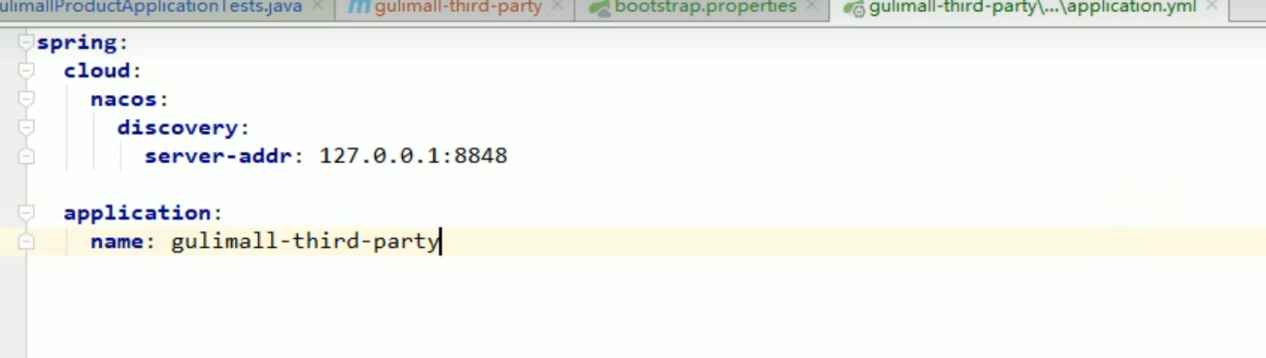 ulimallProductApplicationTests.java gulimall-third-party bootstrap.properties gulimall-third-party\...\application.yml
spring:
cloud:
nacos:
discovery:
server-addr: 127.0.0.1:8848
application:
name: gulimall-third-party